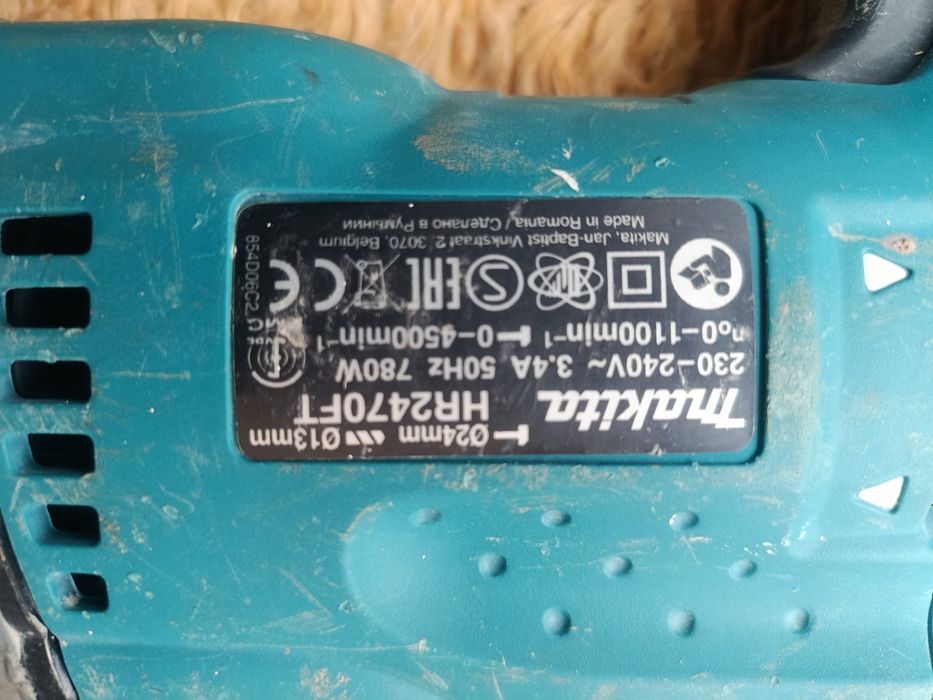 Ø24mm Ø13mm
makita HR2470FT
230–240V~ 3.4A 50Hz 780W
n₀0–1100min⁻¹ 0–4500min⁻¹
EAC CE
Makita, Jan-Baptist Vinkstraat 2, 3070, Belgium
Made in Romania / Сделано в Румынии